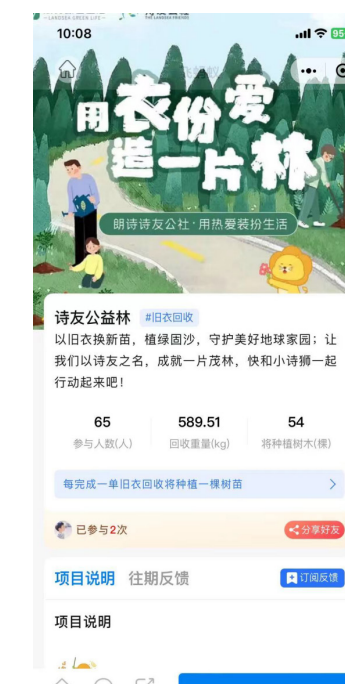 ~LANDSEA GREEN LIFE~
THE LANDSEA FRIENDS
10:08
95
用衣份爱
造一片林
朗诗诗友公社·用热爱装扮生活
诗友公益林 #旧衣回收
以旧衣换新苗，植绿固沙，守护美好地球家园；让
我们以诗友之名，成就一片茂林，快和小诗狮一起
行动起来吧！
65 589.51 54
参与人数(人) 回收重量(kg) 将种植树木(棵)
每完成一单旧衣回收将种植一棵树苗
已参与2次 分享好友
项目说明 往期反馈 订阅反馈
项目说明